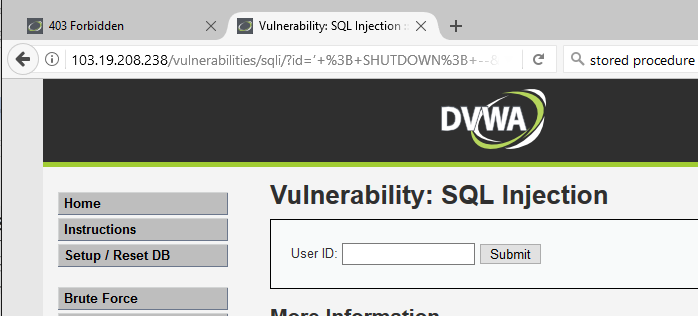 403 Forbidden
Vulnerability: SQL Injection ::
103.19.208.238/vulnerabilities/sqli/?id='+%3B+SHUTDOWN%3B+--8
stored procedure
DVWA
Home
Instructions
Setup / Reset DB
Brute Force
Vulnerability: SQL Injection
User ID:
Submit
More Information